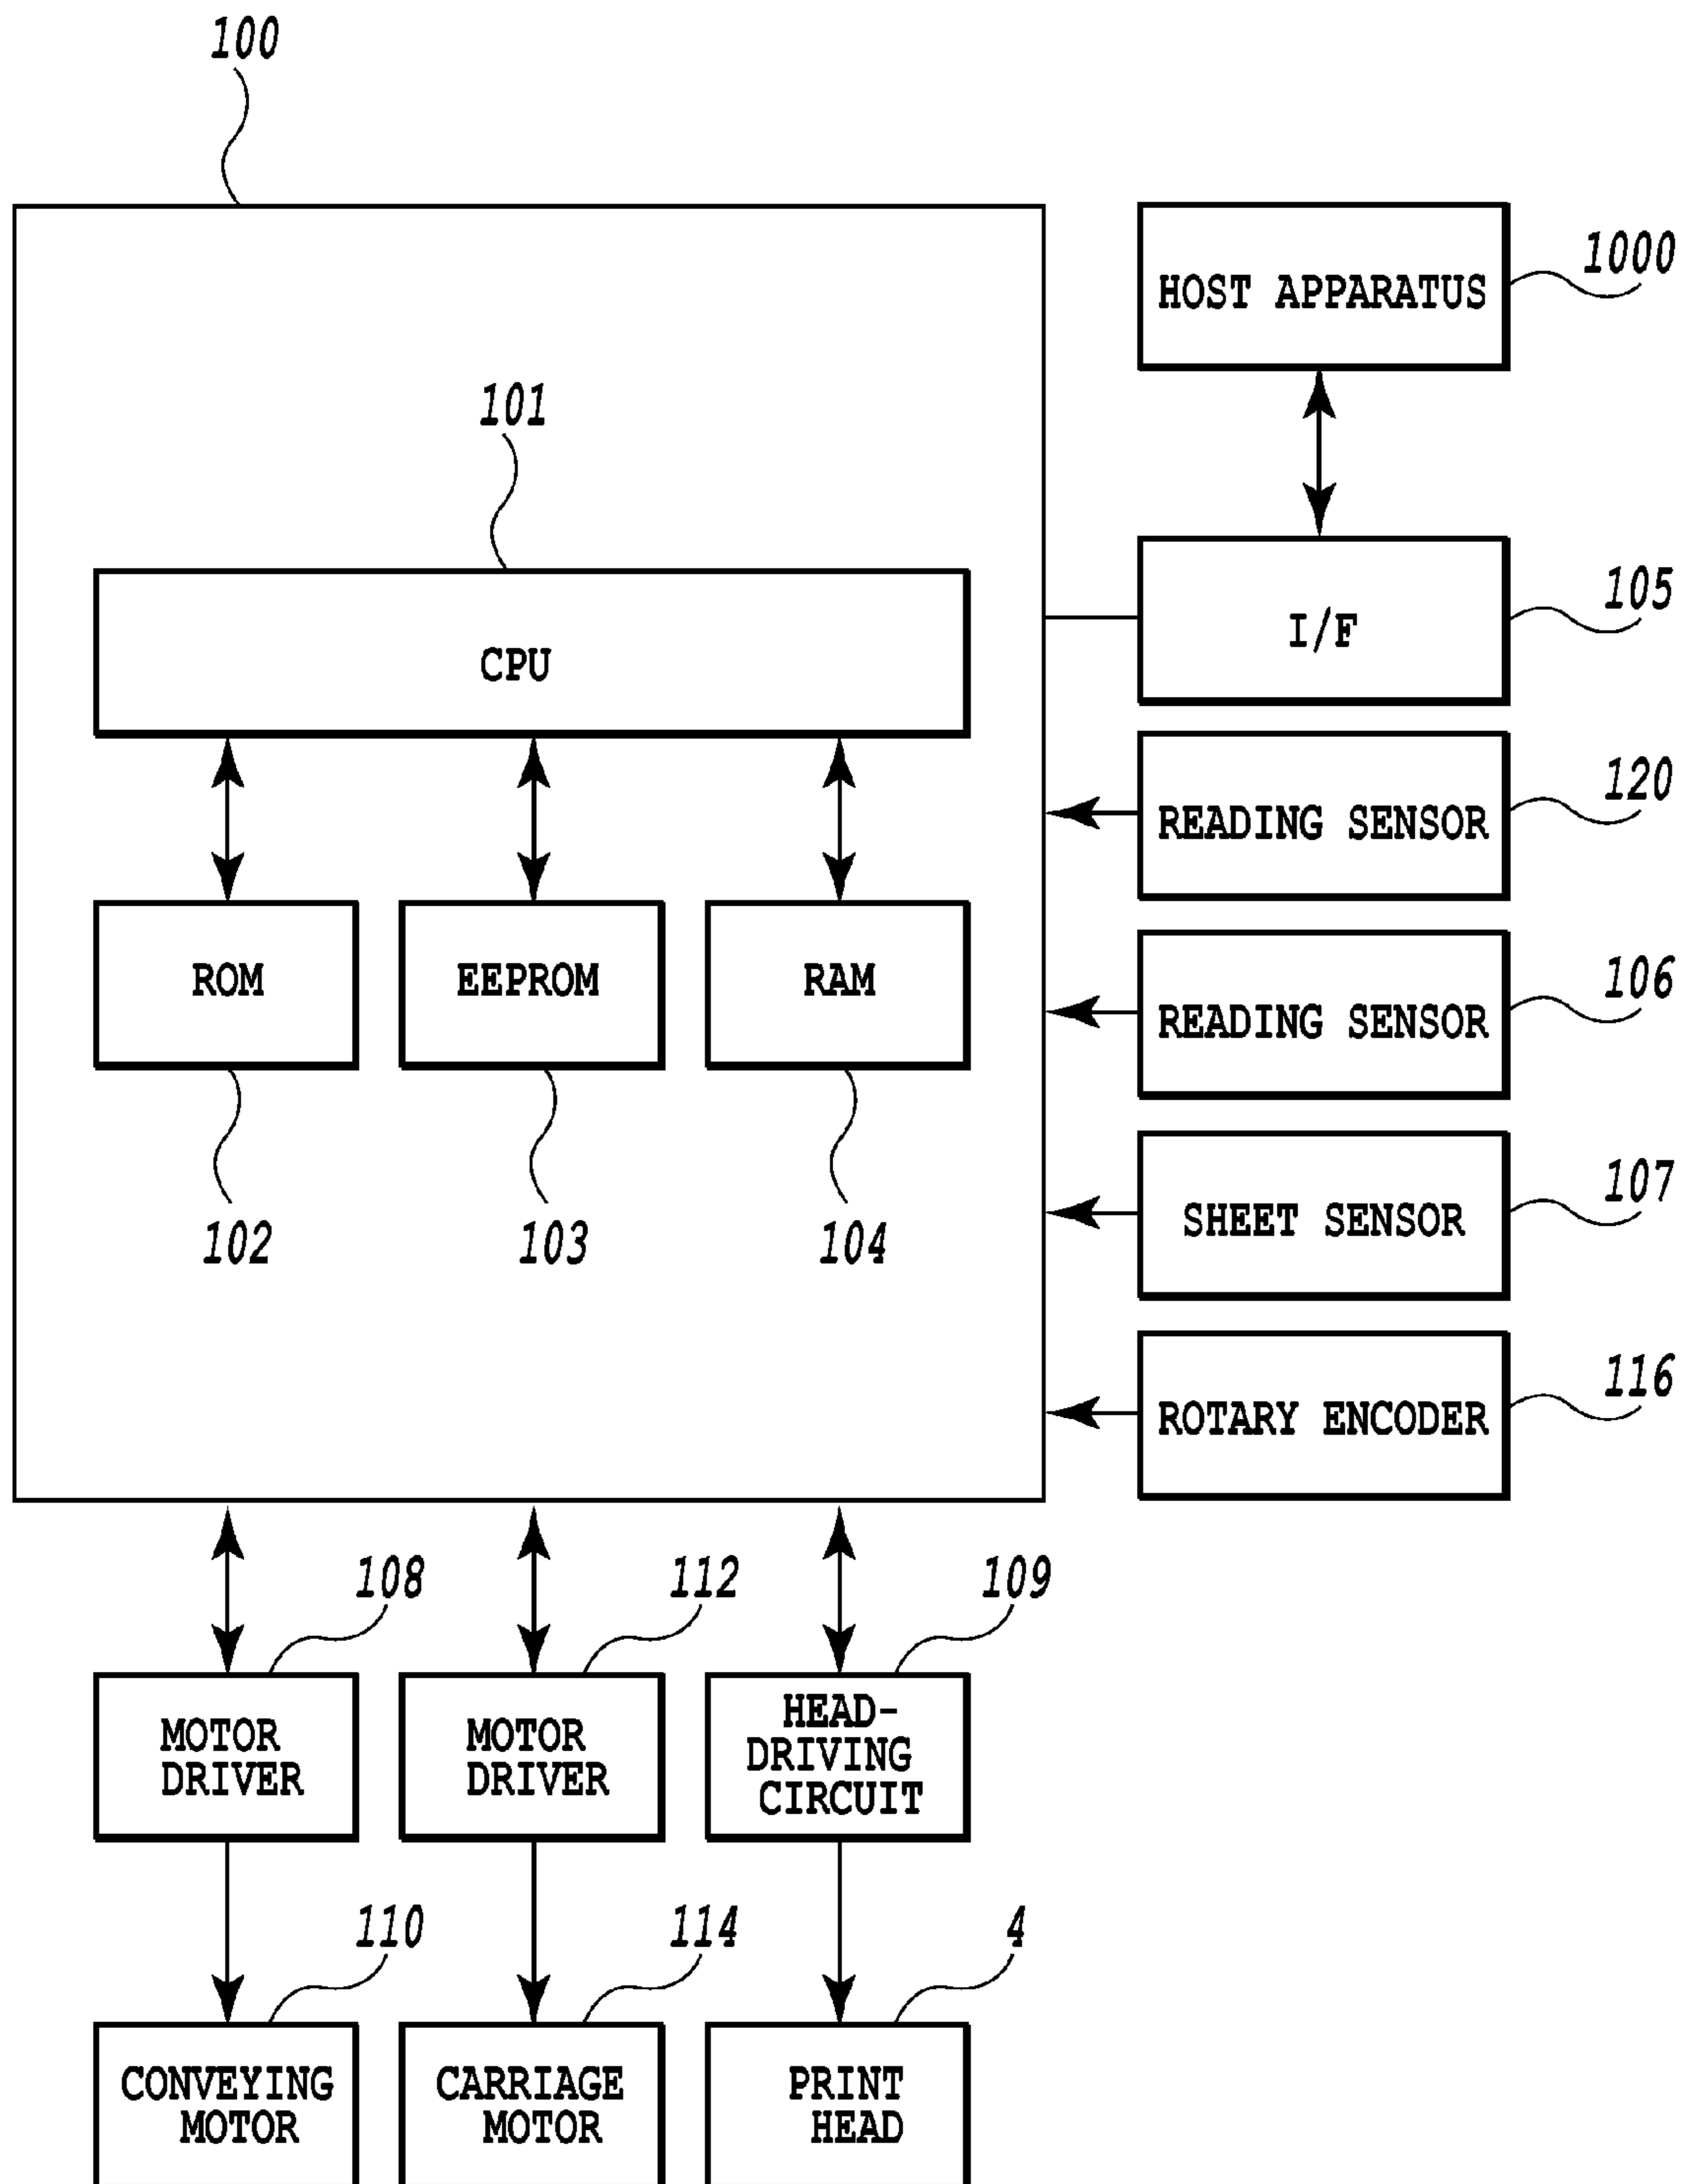 100
HOST APPARATUS
1000
101
CPU
I/F
105
READING SENSOR
120
ROM
EEPROM
RAM
READING SENSOR
106
102
103
104
SHEET SENSOR
107
ROTARY ENCODER
116
108
112
109
MOTOR
DRIVER
MOTOR
DRIVER
HEAD-
DRIVING
CIRCUIT
110
114
4
CONVEYING
MOTOR
CARRIAGE
MOTOR
PRINT
HEAD